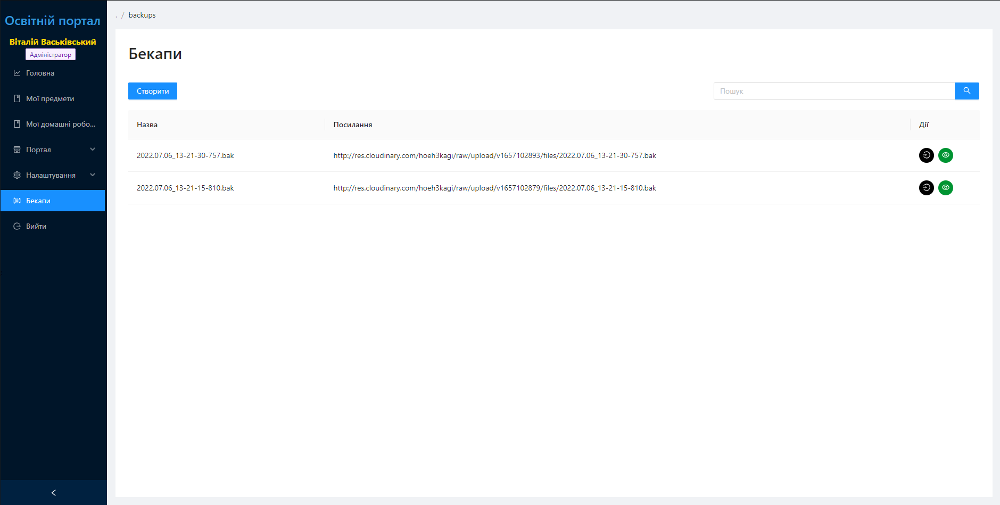 Освітній портал
Віталій Васьківський
Адміністратор
Головна
Мої предмети
Мої домашні робо...
Портал
Налаштування
Бекапи
Вийти
. / backups
Бекапи
Створити
Пошук
Назва Посилання Дії
2022.07.06_13-21-30-757.bak http://res.cloudinary.com/hoeh3kagi/raw/upload/v1657102893/files/2022.07.06_13-21-30-757.bak
2022.07.06_13-21-15-810.bak http://res.cloudinary.com/hoeh3kagi/raw/upload/v1657102879/files/2022.07.06_13-21-15-810.bak